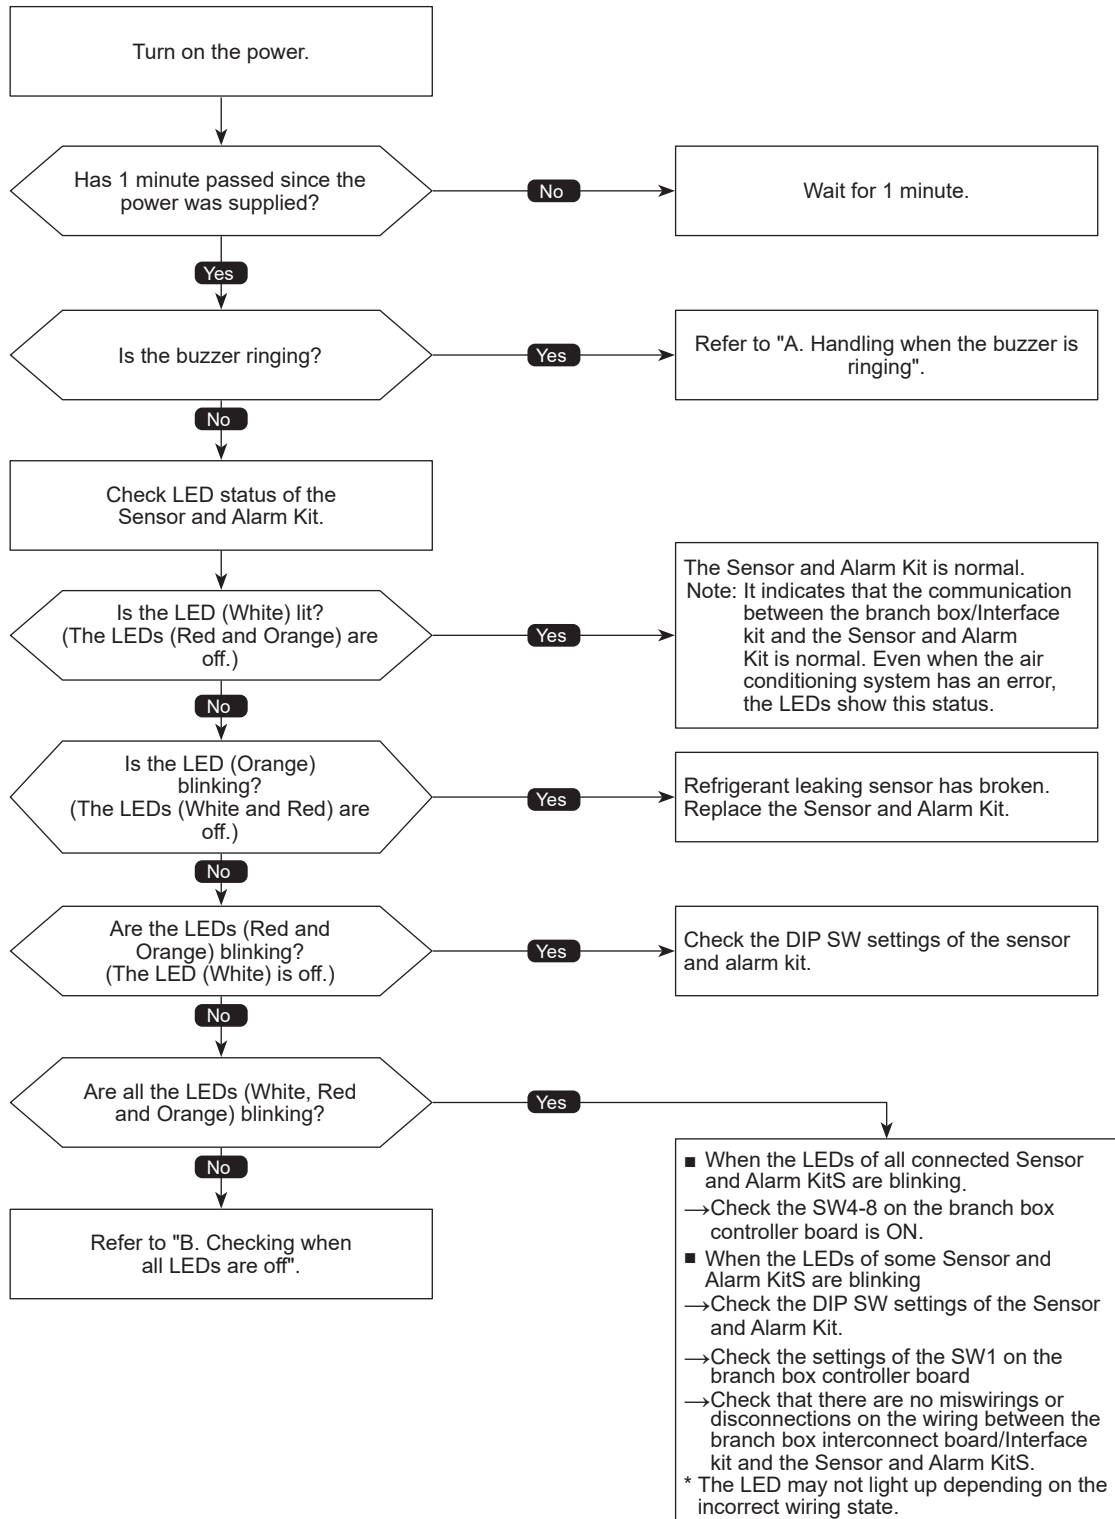 Turn on the power.
Has 1 minute passed since the
power was supplied?
No
Wait for 1 minute.
Yes
Is the buzzer ringing?
Yes
Refer to "A. Handling when the buzzer is
ringing".
No
Check LED status of the
Sensor and Alarm Kit.
Is the LED (White) lit?
(The LEDs (Red and Orange) are
off.)
Yes
The Sensor and Alarm Kit is normal.
Note: It indicates that the communication
between the branch box/Interface
kit and the Sensor and Alarm
Kit is normal. Even when the air
conditioning system has an error,
the LEDs show this status.
No
Is the LED (Orange)
blinking?
(The LEDs (White and Red) are
off.)
Yes
Refrigerant leaking sensor has broken.
Replace the Sensor and Alarm Kit.
No
Are the LEDs (Red and
Orange) blinking?
(The LED (White) is off.)
Yes
Check the DIP SW settings of the sensor
and alarm kit.
No
Are all the LEDs (White, Red
and Orange) blinking?
Yes
■ When the LEDs of all connected Sensor
and Alarm KitS are blinking.
→Check the SW4-8 on the branch box
controller board is ON.
■ When the LEDs of some Sensor and
Alarm KitS are blinking
→Check the DIP SW settings of the Sensor
and Alarm Kit.
→Check the settings of the SW1 on the
branch box controller board
→Check that there are no miswirings or
disconnections on the wiring between the
branch box interconnect board/Interface
kit and the Sensor and Alarm KitS.
* The LED may not light up depending on the
incorrect wiring state.
No
Refer to "B. Checking when
all LEDs are off".